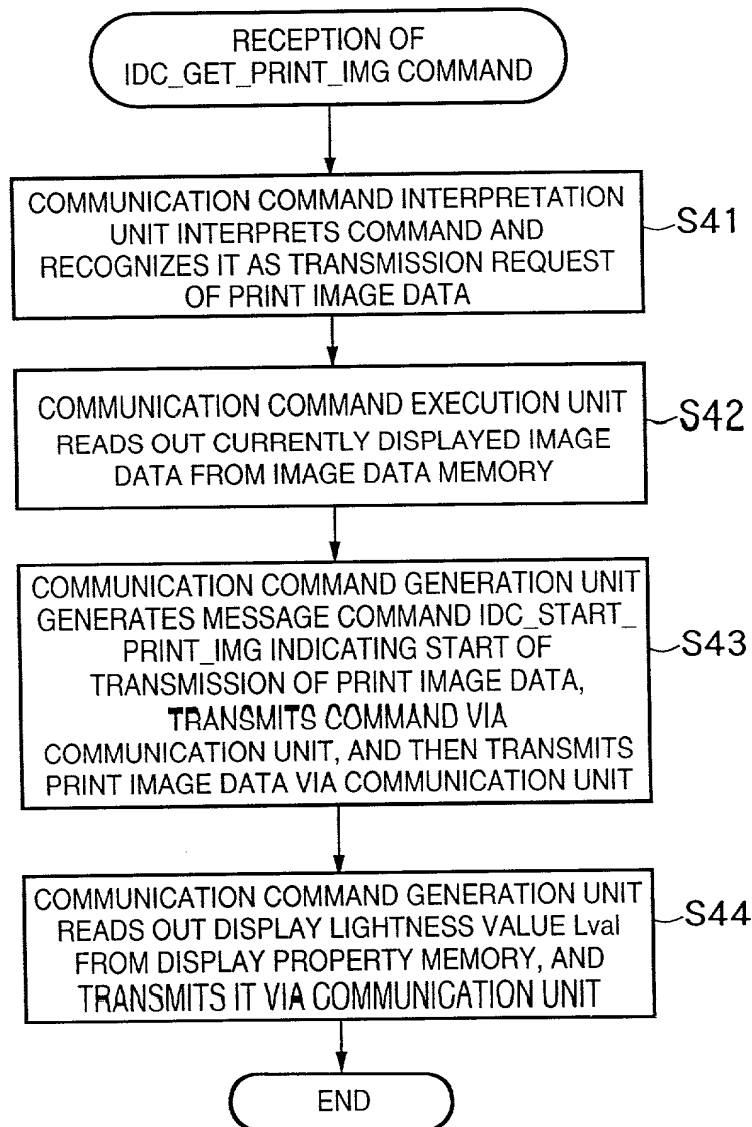 RECEPTION OF
IDC_GET_PRINT_IMG COMMAND
COMMUNICATION COMMAND INTERPRETATION
UNIT INTERPRETS COMMAND AND
RECOGNIZES IT AS TRANSMISSION REQUEST
OF PRINT IMAGE DATA
S41
COMMUNICATION COMMAND EXECUTION UNIT
READS OUT CURRENTLY DISPLAYED IMAGE
DATA FROM IMAGE DATA MEMORY
S42
COMMUNICATION COMMAND GENERATION UNIT
GENERATES MESSAGE COMMAND IDC_START_
PRINT_IMG INDICATING START OF
TRANSMISSION OF PRINT IMAGE DATA,
TRANSMITS COMMAND VIA
COMMUNICATION UNIT, AND THEN TRANSMITS
PRINT IMAGE DATA VIA COMMUNICATION UNIT
S43
COMMUNICATION COMMAND GENERATION UNIT
READS OUT DISPLAY LIGHTNESS VALUE Lval
FROM DISPLAY PROPERTY MEMORY, AND
TRANSMITS IT VIA COMMUNICATION UNIT
S44
END